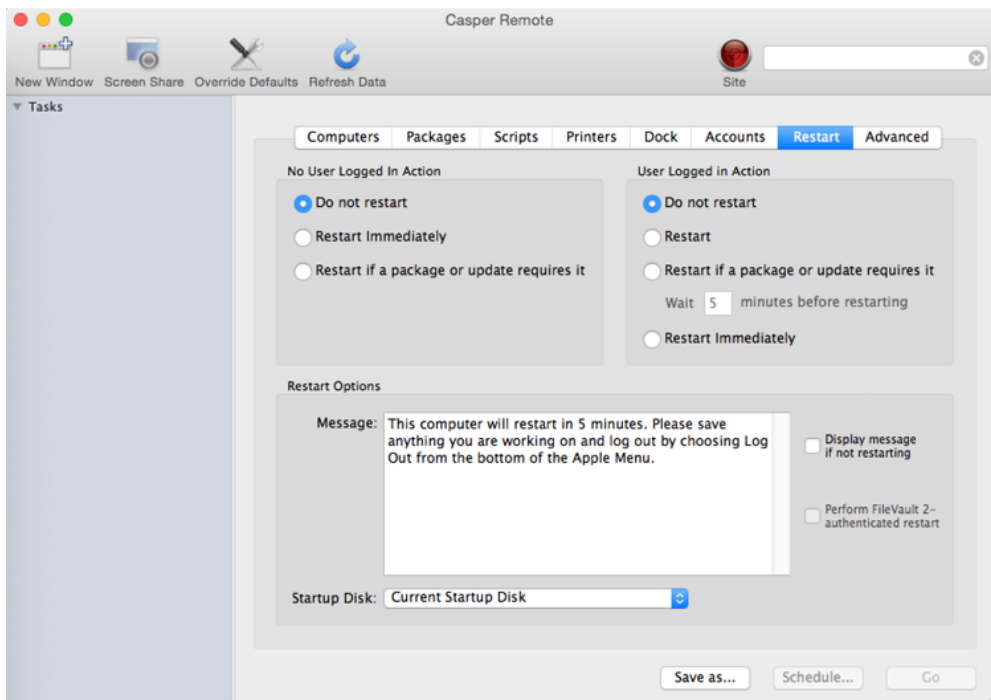 Casper Remote
New Window
Screen Share
Override Defaults
Refresh Data
Site
Tasks
Computers
Packages
Scripts
Printers
Dock
Accounts
Restart
Advanced
No User Logged In Action
Do not restart
Restart Immediately
Restart if a package or update requires it
User Logged in Action
Do not restart
Restart
Restart if a package or update requires it
Wait 5 minutes before restarting
Restart Immediately
Restart Options
Message:
This computer will restart in 5 minutes. Please save
anything you are working on and log out by choosing Log
Out from the bottom of the Apple Menu.
Display message
if not restarting
Perform FileVault 2-
authenticated restart
Startup Disk: Current Startup Disk
Save as...
Schedule...
Go